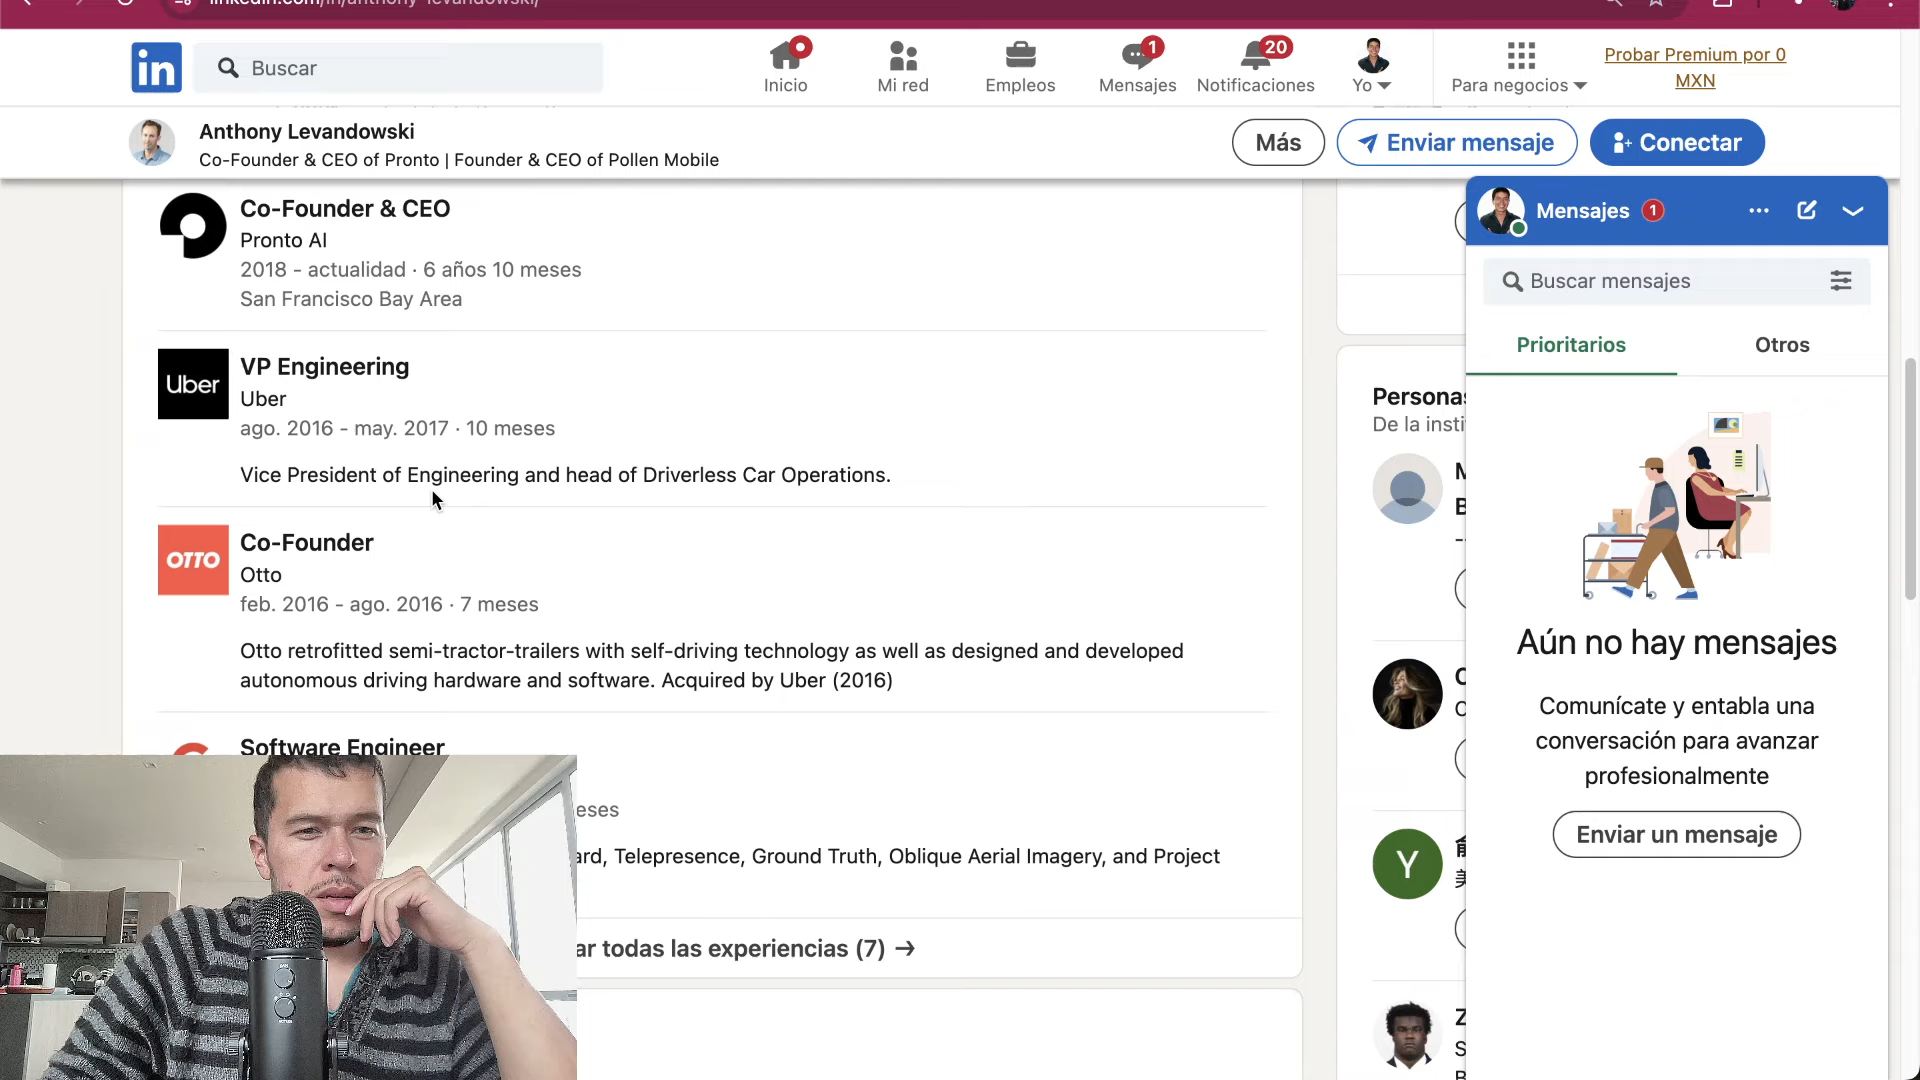 Buscar
Inicio
Mi red
Empleos
1
Mensajes
20
Notificaciones
Yo
Para negocios
Probar Premium por 0
MXN
Anthony Levandowski
Co-Founder & CEO of Pronto | Founder & CEO of Pollen Mobile
Más
Enviar mensaje
Conectar
Co-Founder & CEO
Pronto AI
2018 - actualidad · 6 años 10 meses
San Francisco Bay Area
Uber
VP Engineering
Uber
ago. 2016 - may. 2017 · 10 meses
Vice President of Engineering and head of Driverless Car Operations.
OTTO
Co-Founder
Otto
feb. 2016 - ago. 2016 · 7 meses
Otto retrofitted semi-tractor-trailers with self-driving technology as well as designed and developed
autonomous driving hardware and software. Acquired by Uber (2016)
Software Engineer
eses
ard, Telepresence, Ground Truth, Oblique Aerial Imagery, and Project
ar todas las experiencias (7) →
Personas
De la insti
Y
Mensajes 1
Buscar mensajes
Prioritarios
Otros
Aún no hay mensajes
Comunícate y entabla una
conversación para avanzar
profesionalmente
Enviar un mensaje